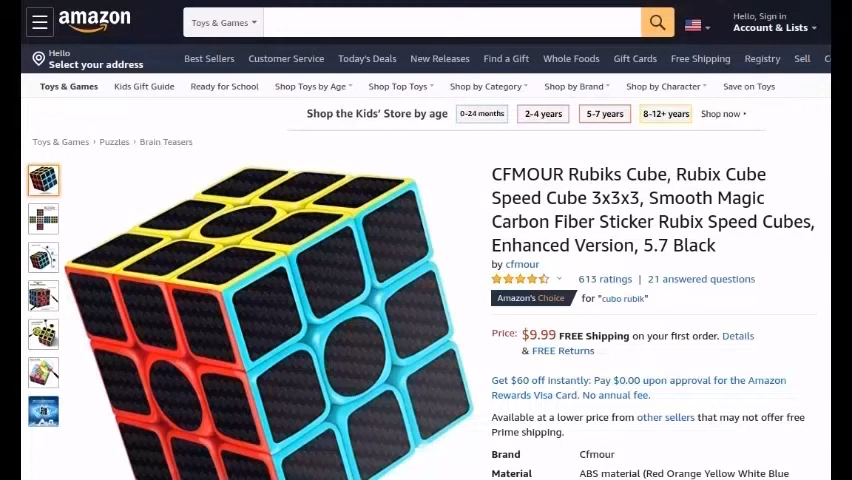 amazon
Toys & Games
Hello, Sign in
Account & Lists
Hello
Select your address
Best Sellers Customer Service Today's Deals New Releases Find a Gift Whole Foods Gift Cards Free Shipping Registry Sell
Toys & Games Kids Gift Guide Ready for School Shop Toys by Age Shop Top Toys Shop by Category Shop by Brand Shop by Character Save on Toys
Shop the Kids' Store by age 0-24 months 2-4 years 5-7 years 8-12+ years Shop now
Toys & Games › Puzzles › Brain Teasers
CFMOUR Rubiks Cube, Rubix Cube
Speed Cube 3x3x3, Smooth Magic
Carbon Fiber Sticker Rubix Speed Cubes,
Enhanced Version, 5.7 Black
by cfmour
613 ratings | 21 answered questions
Amazon's Choice for "cubo rubik"
Price: $9.99 FREE Shipping on your first order. Details
& FREE Returns
Get $60 off instantly: Pay $0.00 upon approval for the Amazon
Rewards Visa Card. No annual fee.
Available at a lower price from other sellers that may not offer free
Prime shipping.
Brand Cfmour
Material ABS material (Red Orange Yellow White Blue